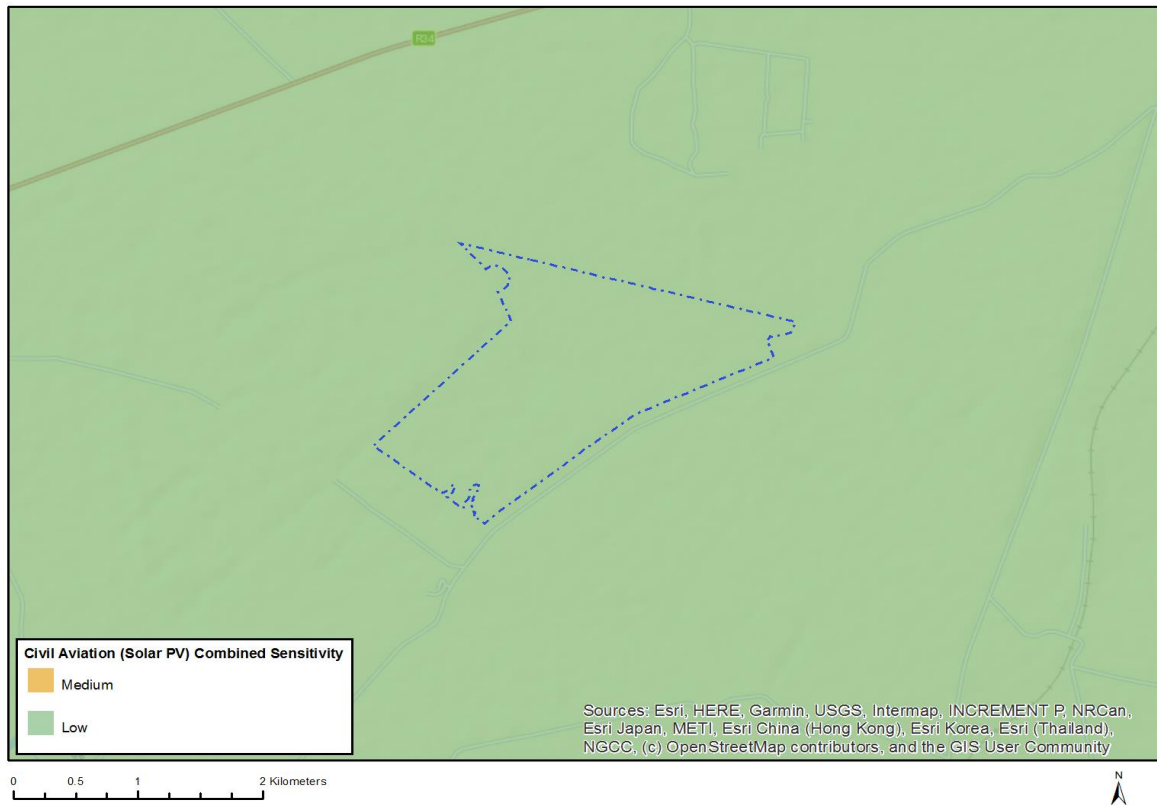 R34
Civil Aviation (Solar PV) Combined Sensitivity
Medium
Low
Sources: Esri, HERE, Garmin, USGS, Intermap, INCREMENT P, NRCan,
Esri Japan, METI, Esri China (Hong Kong), Esri Korea, Esri (Thailand),
NGCC, (c) OpenStreetMap contributors, and the GIS User Community
0 0.5 1 2 Kilometers
N